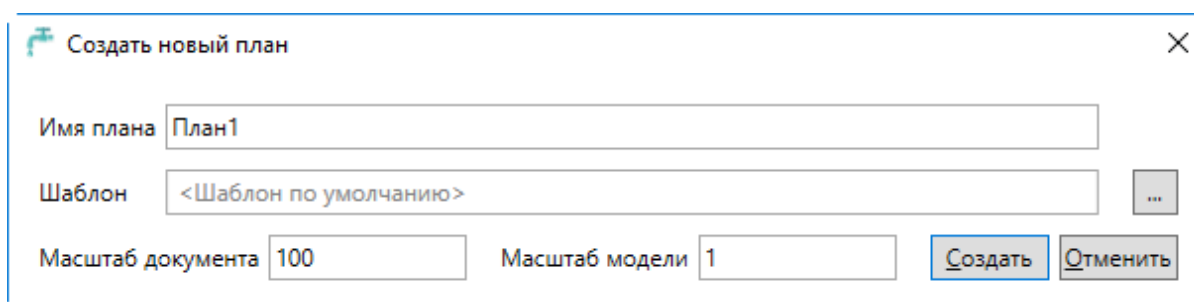 Создать новый план
Имя плана План1
Шаблон <Шаблон по умолчанию> ...
Масштаб документа 100 Масштаб модели 1 Создать Отменить